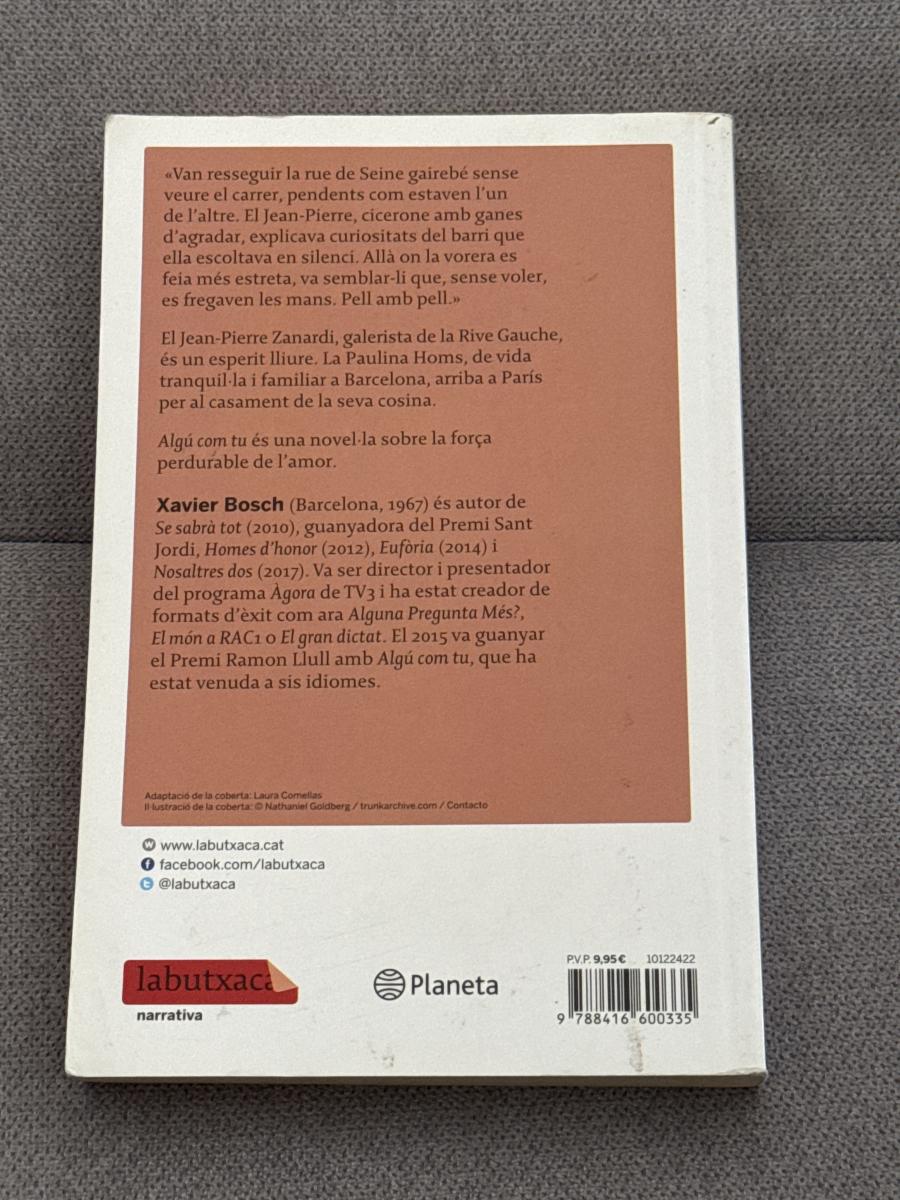 «Van resseguir la rue de Seine gairebé sense
veure el carrer, pendents com estaven l'un
de l'altre. El Jean-Pierre, cicerone amb ganes
d'agradar, explicava curiositats del barri que
ella escoltava en silenci. Allà on la vorera es
feia més estreta, va semblar-li que, sense voler,
es fregaven les mans. Pell amb pell.»
El Jean-Pierre Zanardi, galerista de la Rive Gauche,
és un esperit lliure. La Paulina Homs, de vida
tranquil·la i familiar a Barcelona, arriba a París
per al casament de la seva cosina.
Algú com tu és una novel·la sobre la força
perdurable de l'amor.
Xavier Bosch (Barcelona, 1967) és autor de
Se sabrà tot (2010), guanyadora del Premi Sant
Jordi, Homes d'honor (2012), Eufòria (2014) i
Nosaltres dos (2017). Va ser director i presentador
del programa Àgora de TV3 i ha estat creador de
formats d'èxit com ara Alguna Pregunta Més?,
El món a RAC1 o El gran dictat. El 2015 va guanyar
el Premi Ramon Llull amb Algú com tu, que ha
estat venuda a sis idiomes.
Adaptació de la coberta: Laura Comellas
Il·lustració de la coberta: © Nathaniel Goldberg / trunkarchive.com / Contacto
www.labutxaca.cat
facebook.com/labutxaca
@labutxaca
labutxaca
narrativa
Planeta
P.V.P. 9,95 € 10122422
9 788416 600335